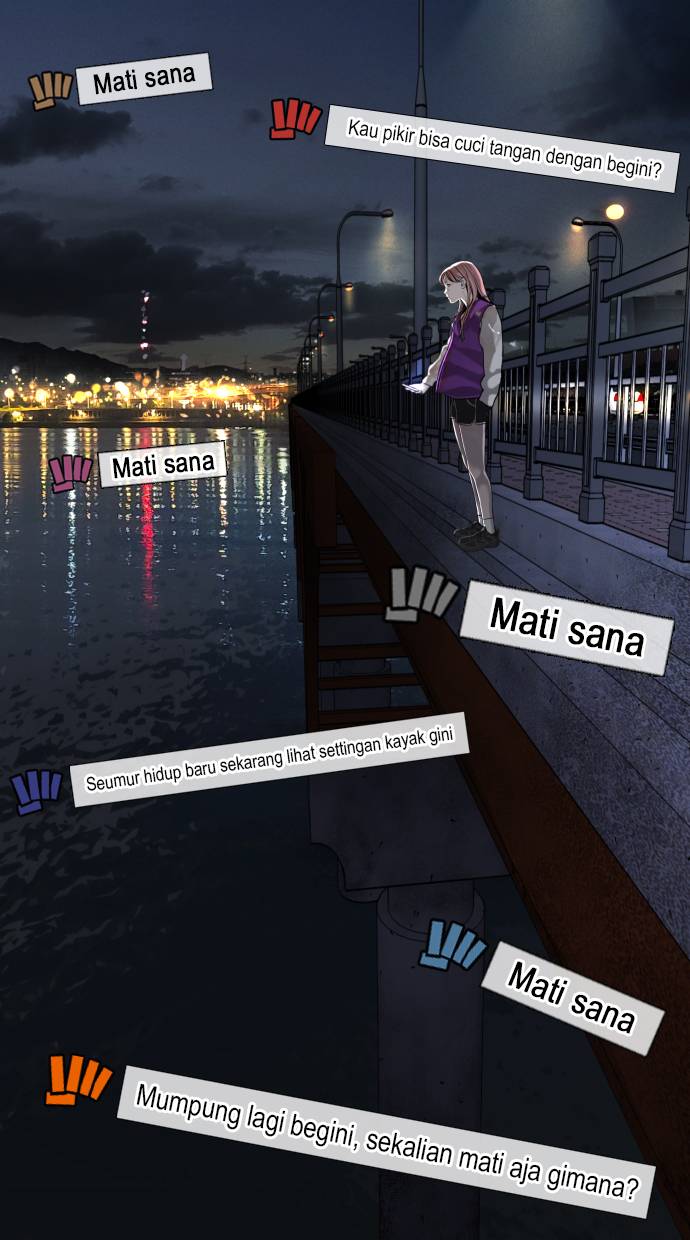 Mati sana
Kau pikir bisa cuci tangan dengan begini?
Mati sana
Mati sana
Seumur hidup baru sekarang lihat settingan kayak gini
Mati sana
Mumpung lagi begini, sekalian mati aja gimana?